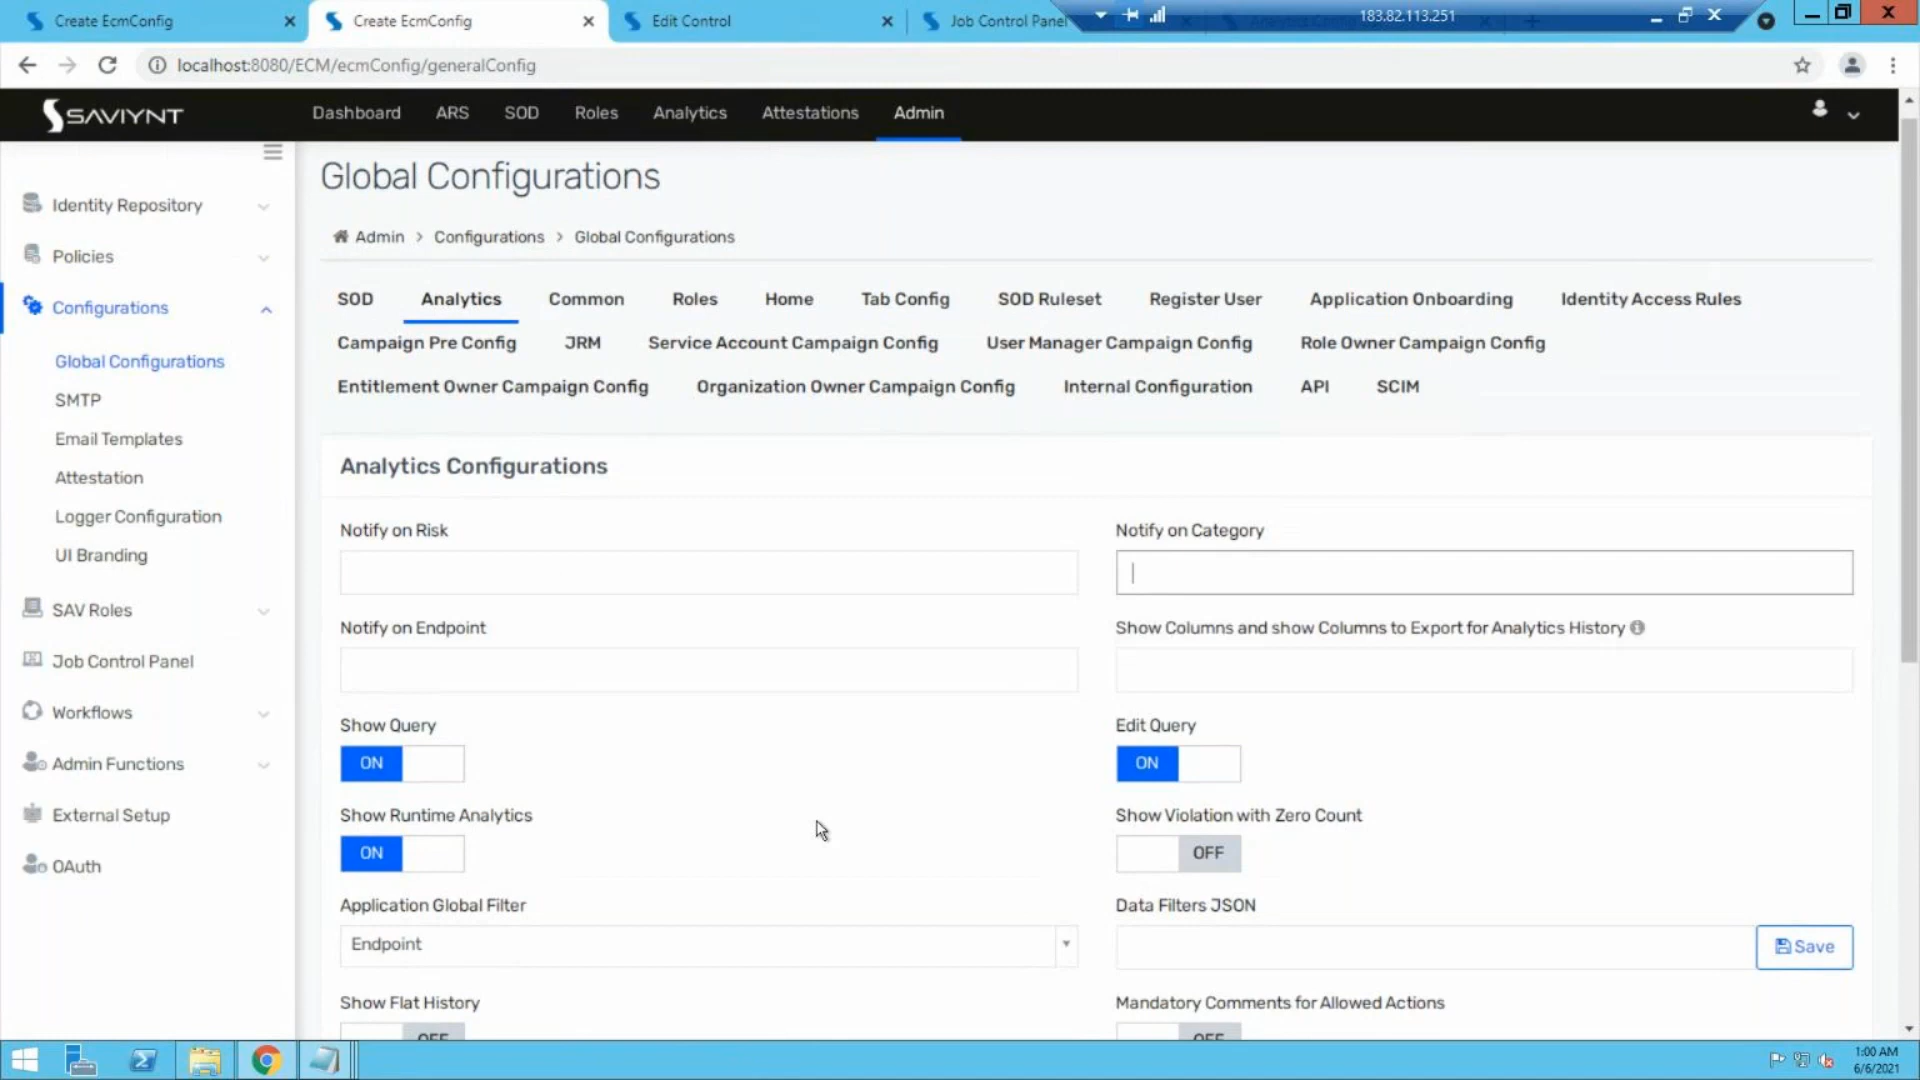 Create EcmConfig
Create EcmConfig
Edit Control
Job Control Panel
183.82.113.251
localhost:8080/ECM/ecmConfig/generalConfig
SAVIYNT
Dashboard
ARS
SOD
Roles
Analytics
Attestations
Admin
Identity Repository
Policies
Configurations
Global Configurations
SMTP
Email Templates
Attestation
Logger Configuration
UI Branding
SAV Roles
Job Control Panel
Workflows
Admin Functions
External Setup
OAuth
Global Configurations
Admin > Configurations > Global Configurations
SOD Analytics Common Roles Home Tab Config SOD Ruleset Register User Application Onboarding Identity Access Rules
Campaign Pre Config JRM Service Account Campaign Config User Manager Campaign Config Role Owner Campaign Config
Entitlement Owner Campaign Config Organization Owner Campaign Config Internal Configuration API SCIM
Analytics Configurations
Notify on Risk
Notify on Category
Notify on Endpoint
Show Columns and show Columns to Export for Analytics History
Show Query
ON
Edit Query
ON
Show Runtime Analytics
ON
Show Violation with Zero Count
OFF
Application Global Filter
Endpoint
Data Filters JSON
Save
Show Flat History
OFF
Mandatory Comments for Allowed Actions
OFF
1:00 AM
6/6/2021